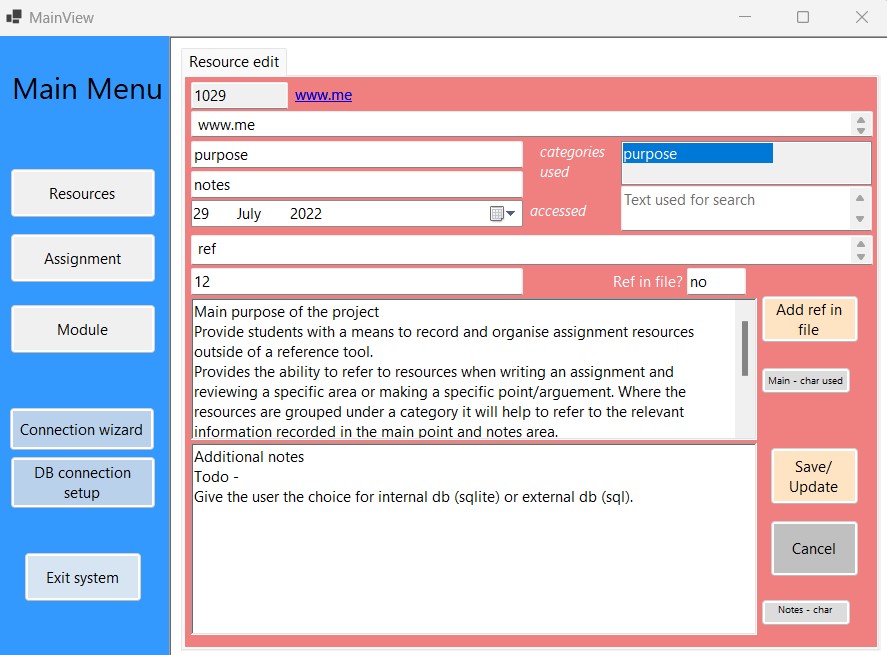 MainView
Main Menu
Resources
Assignment
Module
Connection wizard
DB connection
setup
Exit system
Resource edit
1029
www.me
www.me
purpose
categories
used
purpose
notes
Text used for search
29 July 2022
accessed
ref
12
Ref in file?
no
Main purpose of the project
Provide students with a means to record and organise assignment resources
outside of a reference tool.
Provides the ability to refer to resources when writing an assignment and
reviewing a specific area or making a specific point/arguement. Where the
resources are grouped under a category it will help to refer to the relevant
information recorded in the main point and notes area.
Add ref in
file
Main - char used
Additional notes
Todo -
Give the user the choice for internal db (sqlite) or external db (sql).
Save/
Update
Cancel
Notes - char